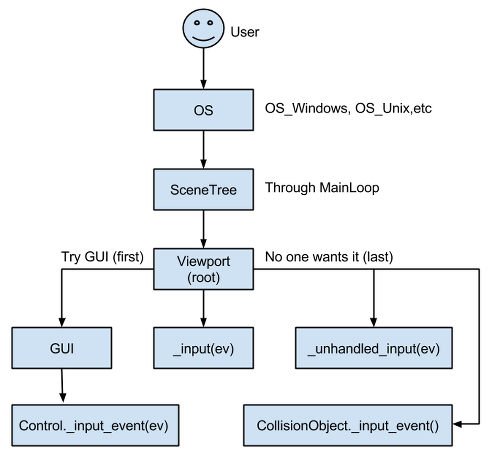 User
OS
OS_Windows, OS_Unix,etc
SceneTree
Through MainLoop
Try GUI (first)
Viewport
(root)
No one wants it (last)
GUI
_input(ev)
_unhandled_input(ev)
Control._input_event(ev)
CollisionObject._input_event()